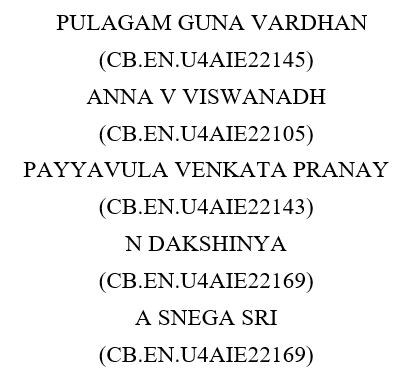 PULAGAM GUNA VARDHAN
(CB.EN.U4AIE22145)
ANNA V VISWANADH
(CB.EN.U4AIE22105)
PAYYAVULA VENKATA PRANAY
(CB.EN.U4AIE22143)
N DAKSHINYA
(CB.EN.U4AIE22169)
A SNEGA SRI
(CB.EN.U4AIE22169)